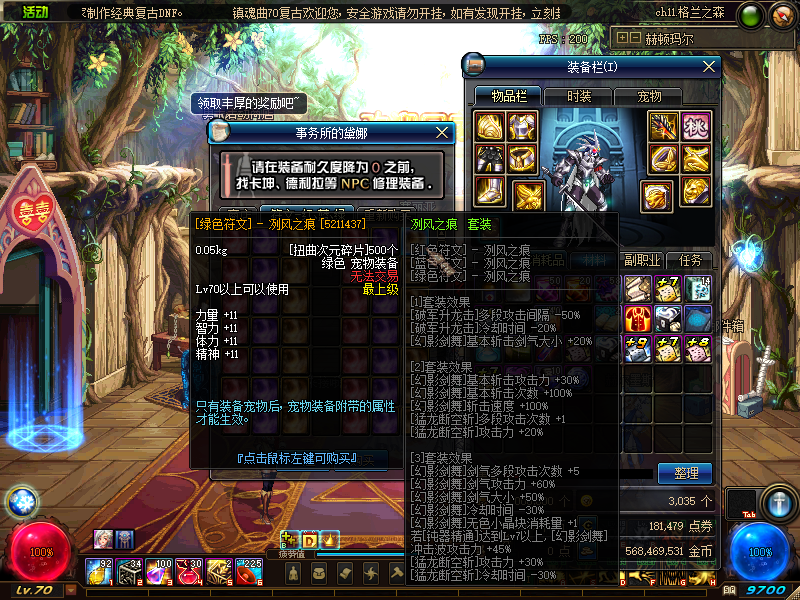 活动
制作经典复古DNF。
镇魂曲70复古欢迎您，安全游戏请勿开挂，如有发现开挂，立刻
ch11.格兰之森
FPS : 200
赫顿玛尔
装备栏(I)
物品栏
时装
宠物
领取丰厚的奖励吧~
事务所的黛娜
请在装备耐久度降为 0 之前，
找卡坤、德利拉等 NPC 修理装备 .
[绿色符文] - 冽风之痕 [5211437]
0.05kg
[扭曲次元碎片]500个
绿色 宠物装备
无法交易
Lv70以上可以使用
最上级
力量 +11
智力 +11
体力 +11
精神 +11
只有装备宠物后，宠物装备附带的属性
才能生效。
『点击鼠标左键可购买』
冽风之痕 套装
[红色符文] - 冽风之痕
[蓝色符文] - 冽风之痕
[绿色符文] - 冽风之痕
[1]套装效果
[破军升龙击]多段攻击间隔 -50%
[破军升龙击]冷却时间 -20%
[幻影剑舞]基本斩击剑气大小 +20%
[2]套装效果
[幻影剑舞]基本斩击攻击力 +30%
[幻影剑舞]基本斩击次数 +100%
[幻影剑舞]斩击速度 +100%
[猛龙断空斩]多段攻击次数 +1
[猛龙断空斩]攻击力 +20%
[3]套装效果
[幻影剑舞]剑气多段攻击次数 +5
[幻影剑舞]剑气攻击力 +60%
[幻影剑舞]剑气大小 +50%
[幻影剑舞]冷却时间 -30%
[幻影剑舞]无色小晶块消耗量 +1
若[钝器精通]达到Lv7以上，[幻影剑舞]
冲击波攻击力 +45%
[猛龙断空斩]攻击力 +30%
[猛龙断空斩]冷却时间 -30%
消耗品
材料
副职业
任务
整理
3,035 个
181,479 点券
568,469,531 金币
Tab
疲劳值
100%
100%
92
34
100
30
2
225
Lv.70
9700